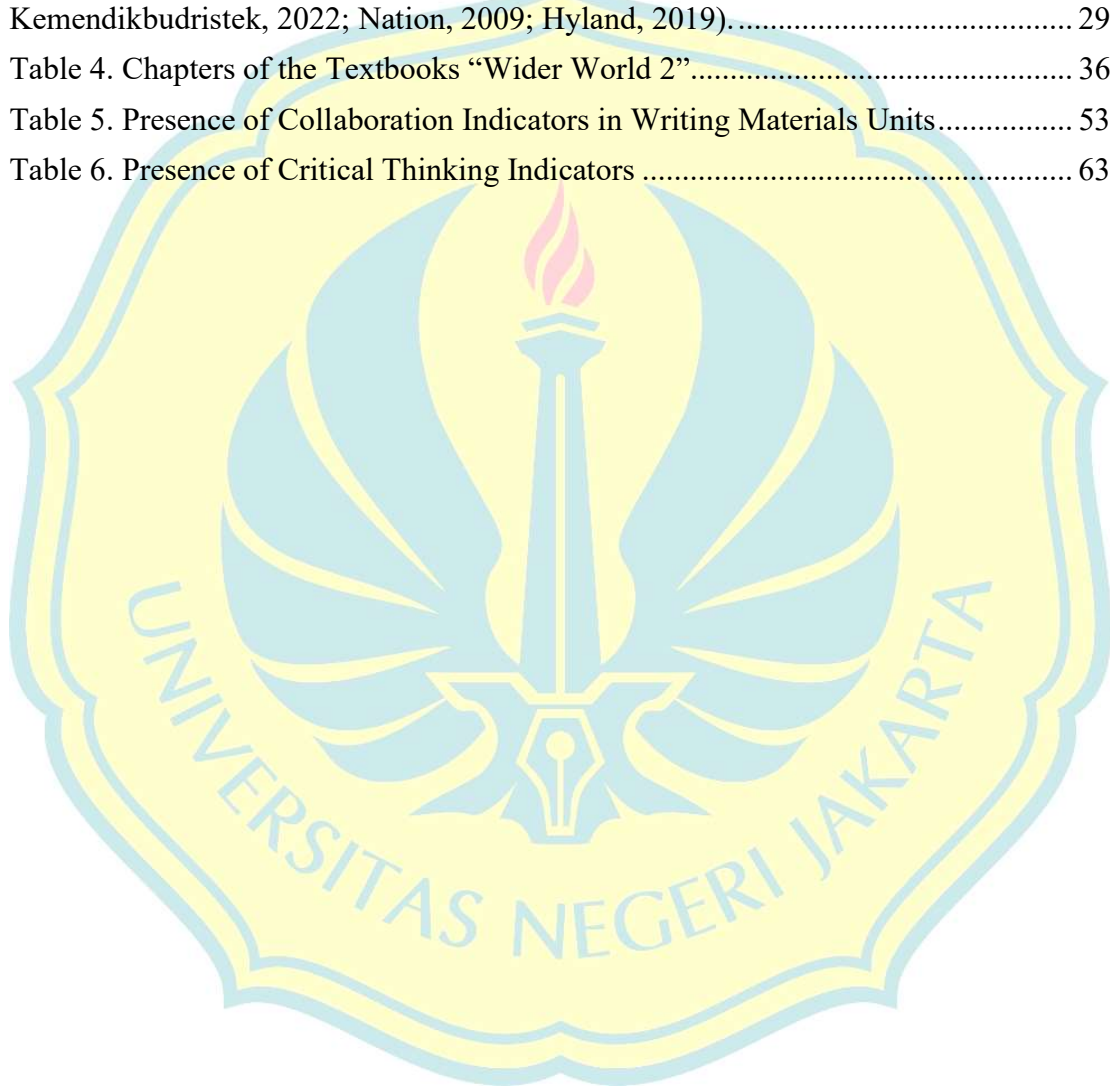 Kemendikbudristek, 2022; Nation, 2009; Hyland, 2019).............................................. 29
Table 4. Chapters of the Textbooks “Wider World 2”................................................ 36
Table 5. Presence of Collaboration Indicators in Writing Materials Units................. 53
Table 6. Presence of Critical Thinking Indicators ...................................................... 63
UNIVERSITAS NEGERI JAKARTA